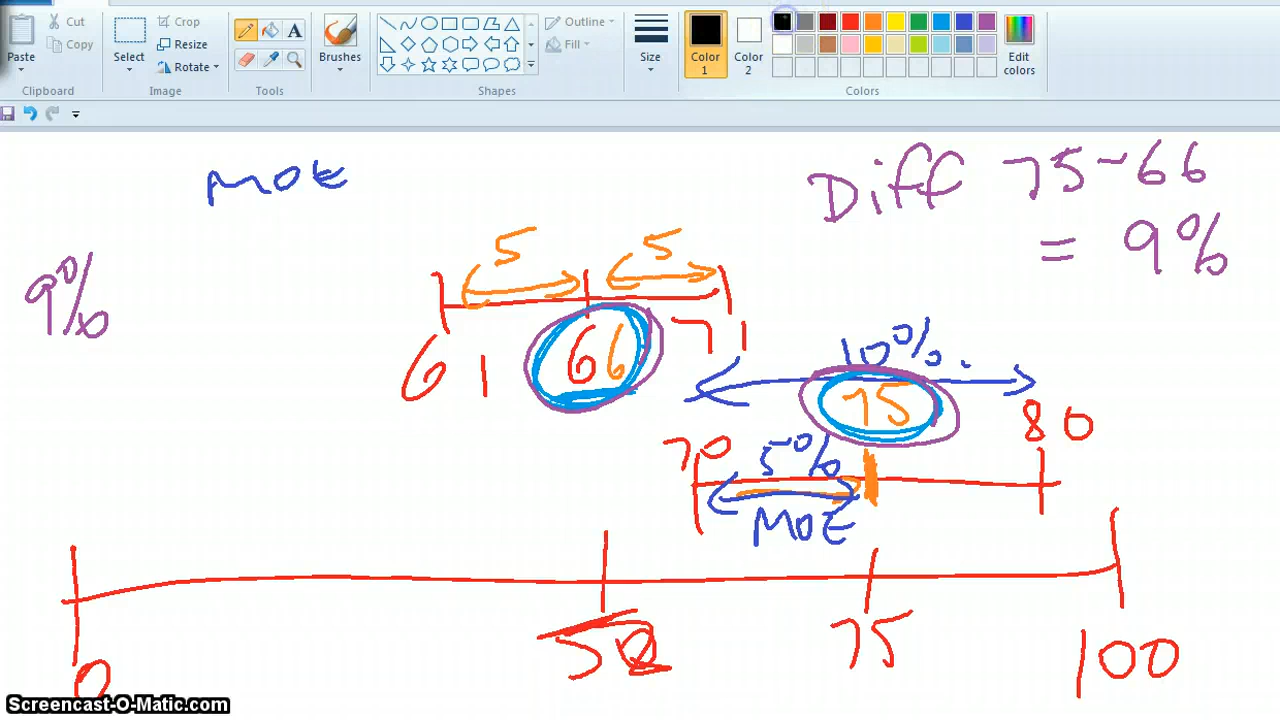 Cut
Copy
Paste
Clipboard
Select
Crop
Resize
Rotate
Image
A
Tools
Brushes
Outline
Fill
Shapes
Size
Color 1
Color 2
Edit colors
Colors
MOE
Diff 75-66
= 9%
9%
5 5
61 66 71
10%.
75
70 5% 80
MOE
0 50 75 100
Screencast-O-Matic.com